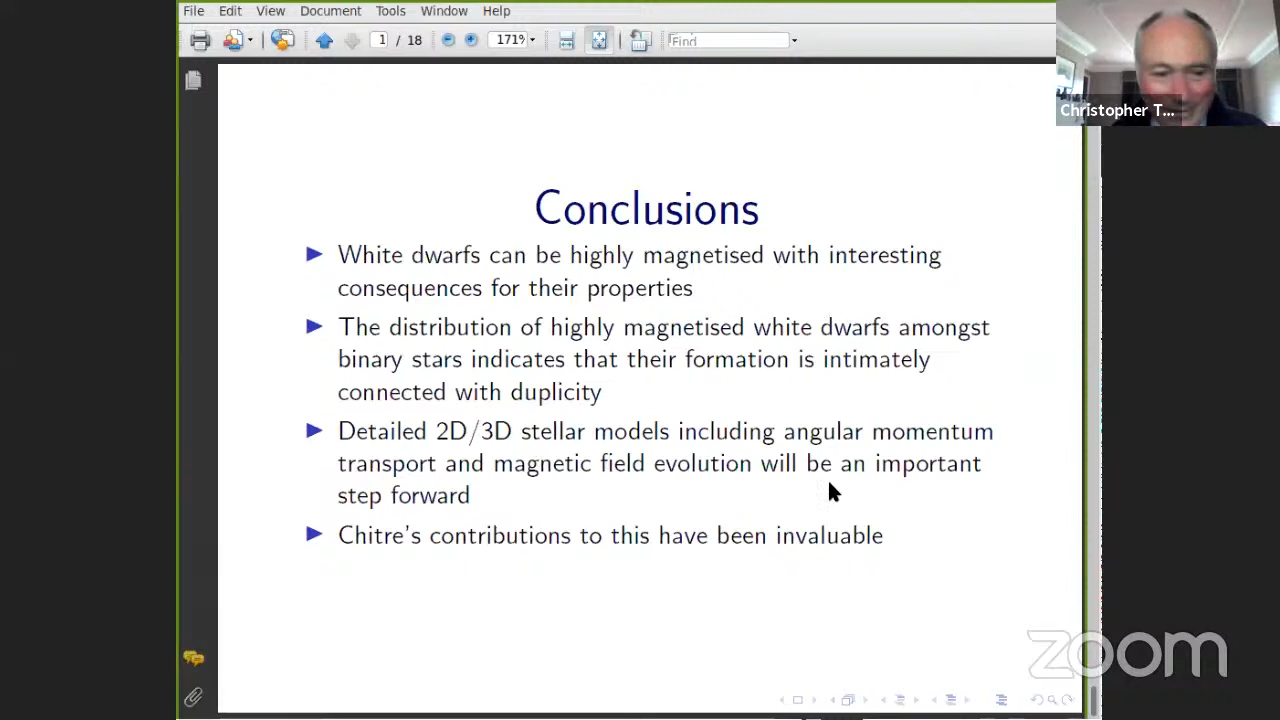 File Edit View Document Tools Window Help
1 / 18 171% Find
Christopher T...
Conclusions
White dwarfs can be highly magnetised with interesting
consequences for their properties
The distribution of highly magnetised white dwarfs amongst
binary stars indicates that their formation is intimately
connected with duplicity
Detailed 2D/3D stellar models including angular momentum
transport and magnetic field evolution will be an important
step forward
Chitre's contributions to this have been invaluable
zoom